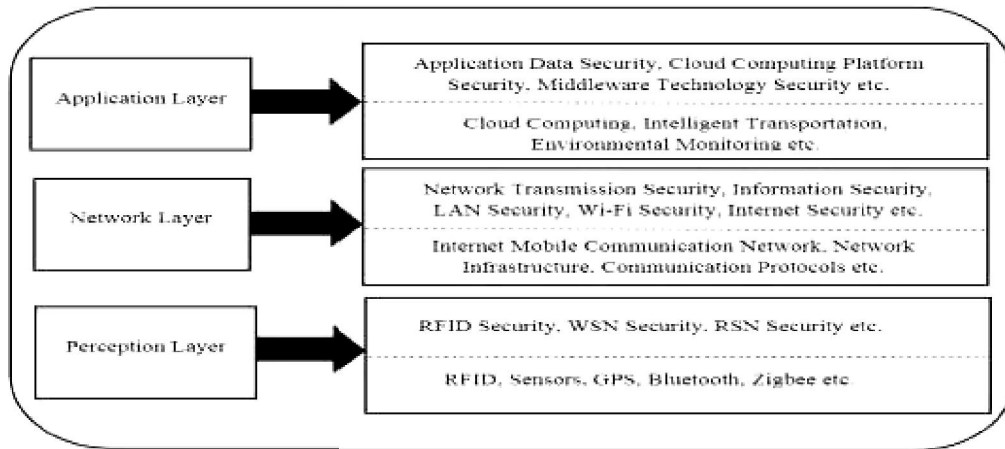 Application Layer
Application Data Security, Cloud Computing Platform
Security, Middleware Technology Security etc.
Cloud Computing, Intelligent Transportation,
Environmental Monitoring etc.
Network Layer
Network Transmission Security, Information Security,
LAN Security, Wi-Fi Security, Internet Security etc.
Internet Mobile Communication Network, Network
Infrastructure, Communication Protocols etc.
Perception Layer
RFID Security, WSN Security, RSN Security etc.
RFID, Sensors, GPS, Bluetooth, Zigbee etc